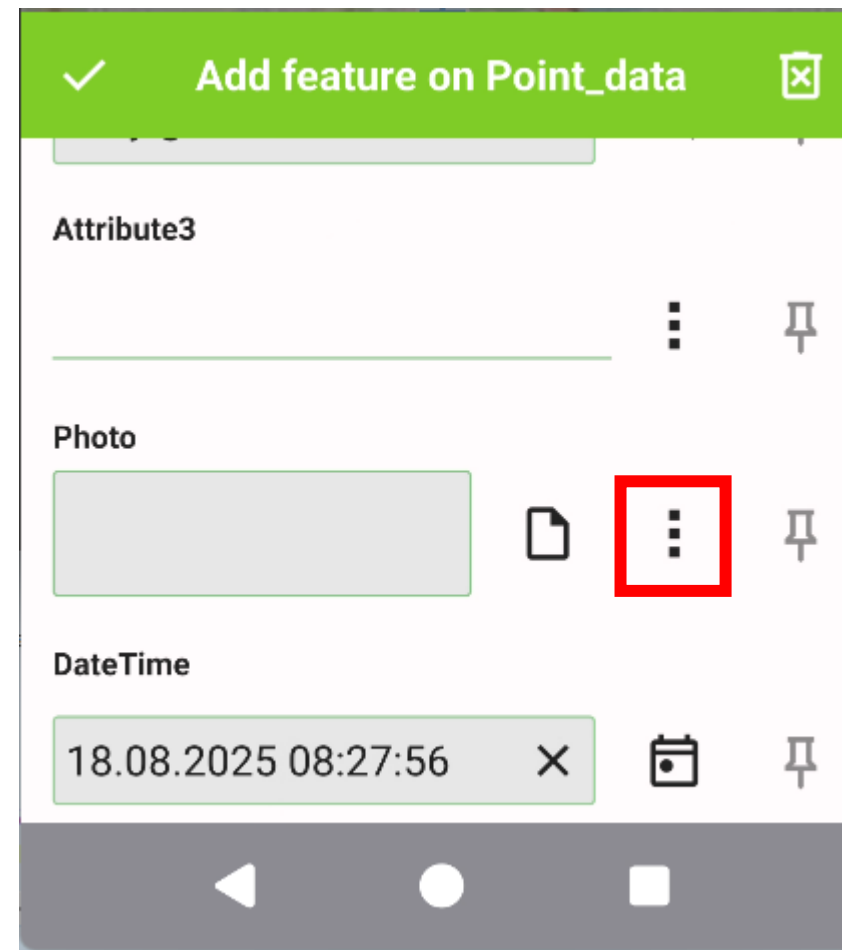 Add feature on Point_data
Attribute3
Photo
DateTime
18.08.2025 08:27:56